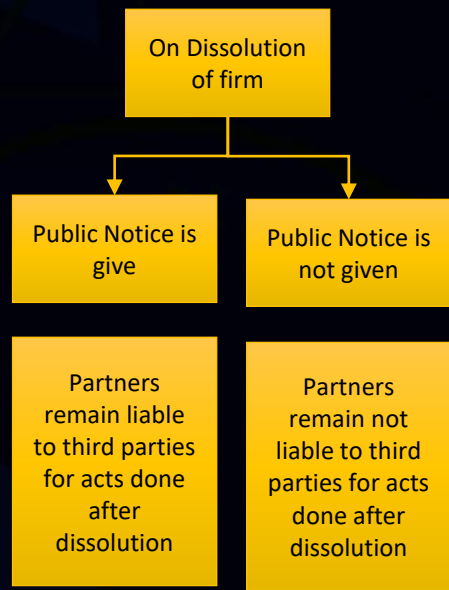 On Dissolution
of firm
Public Notice is
give
Public Notice is
not given
Partners
remain liable
to third parties
for acts done
after
dissolution
Partners
remain not
liable to third
parties for acts
done after
dissolution